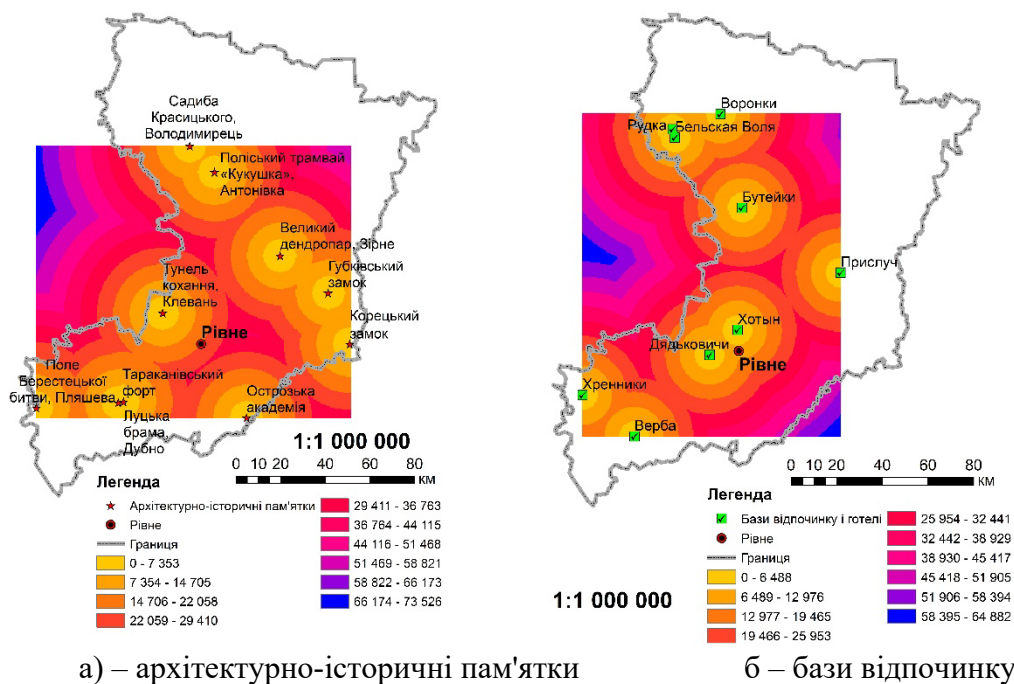 Садиба
Красицького,
Володимирець
Поліський трамвай
«Кукушка»,
Антонівка
Великий
дендропар, Зірне
Губківський
замок
Тунель
кохання,
Клевань
Корецький
замок
Рівне
Поле
Берестецької
битви, Пляшева
Тараканівський
форт
Луцька
брама,
Дубно
Острозька
академія
1:1 000 000
0 10 20 40 60 80
КМ
Легенда
Архітектурно-історичні пам'ятки
Рівне
Границя
0 - 7 353
7 354 - 14 705
14 706 - 22 058
22 059 - 29 410
29 411 - 36 763
36 764 - 44 115
44 116 - 51 468
51 469 - 58 821
58 822 - 66 173
66 174 - 73 526
а) – архітектурно-історичні пам'ятки
Воронки
Рудка
Бельская Воля
Бутейки
Прислуч
Хотын
Дядьковичи
Рівне
Хренники
Верба
0 10 20 40 60 80
КМ
Легенда
Бази відпочинку і готелі
Рівне
Границя
0 - 6 488
6 489 - 12 976
12 977 - 19 465
19 466 - 25 953
25 954 - 32 441
32 442 - 38 929
38 930 - 45 417
45 418 - 51 905
51 906 - 58 394
58 395 - 64 882
1:1 000 000
б – бази відпочинку